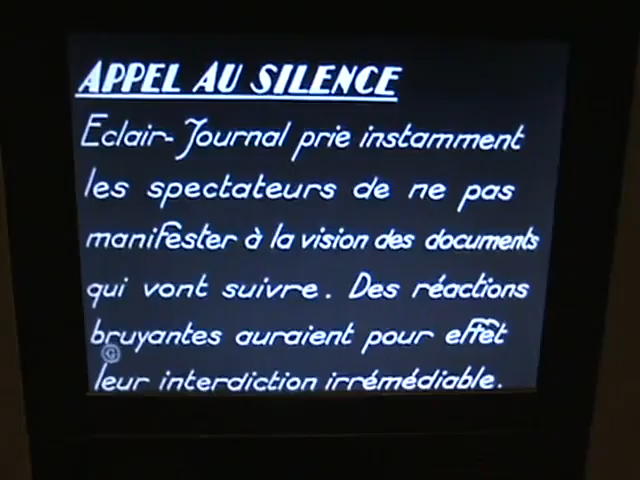 APPEL AU SILENCE
Eclair-Journal prie instamment
les spectateurs de ne pas
manifester à la vision des documents
qui vont suivre. Des réactions
bruyantes auraient pour effet
G
leur interdiction irrémédiable.